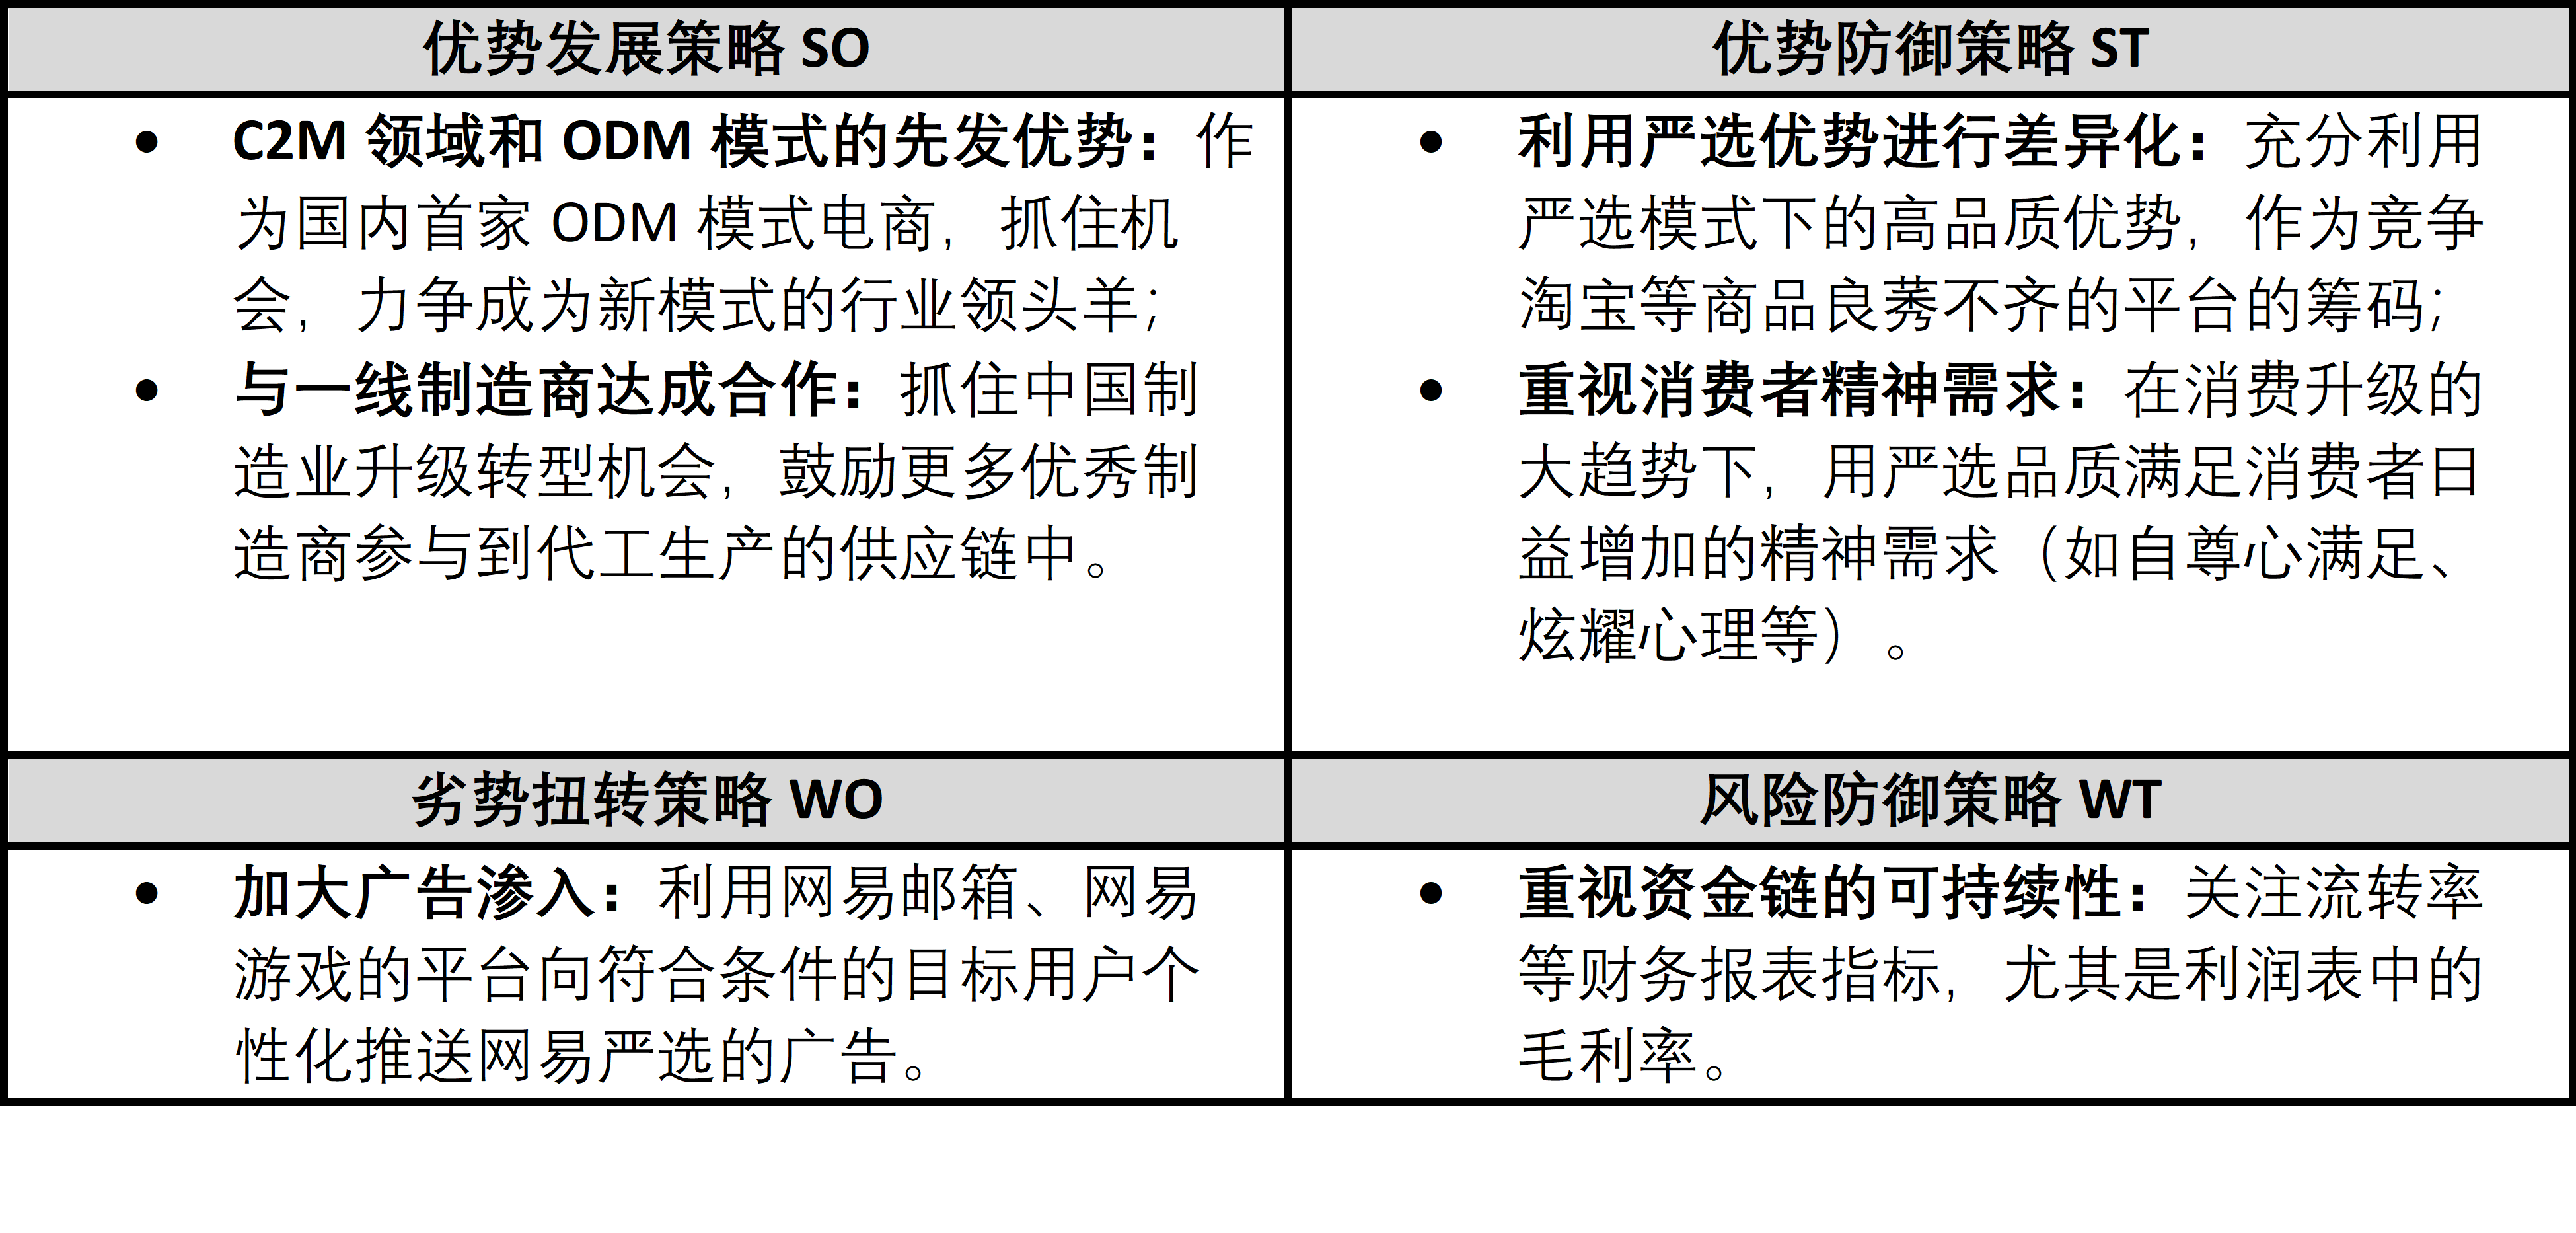 优势发展策略 SO
● C2M 领域和 ODM 模式的先发优势：作
为国内首家 ODM 模式电商，抓住机
会，力争成为新模式的行业领头羊；
● 与一线制造商达成合作：抓住中国制
造业升级转型机会，鼓励更多优秀制
造商参与到代工生产的供应链中。
优势防御策略 ST
● 利用严选优势进行差异化：充分利用
严选模式下的高品质优势，作为竞争
淘宝等商品良莠不齐的平台的筹码；
● 重视消费者精神需求：在消费升级的
大趋势下，用严选品质满足消费者日
益增加的精神需求（如自尊心满足、
炫耀心理等）。
劣势扭转策略 WO
● 加大广告渗入：利用网易邮箱、网易
游戏的平台向符合条件的目标用户个
性化推送网易严选的广告。
风险防御策略 WT
● 重视资金链的可持续性：关注流转率
等财务报表指标，尤其是利润表中的
毛利率。